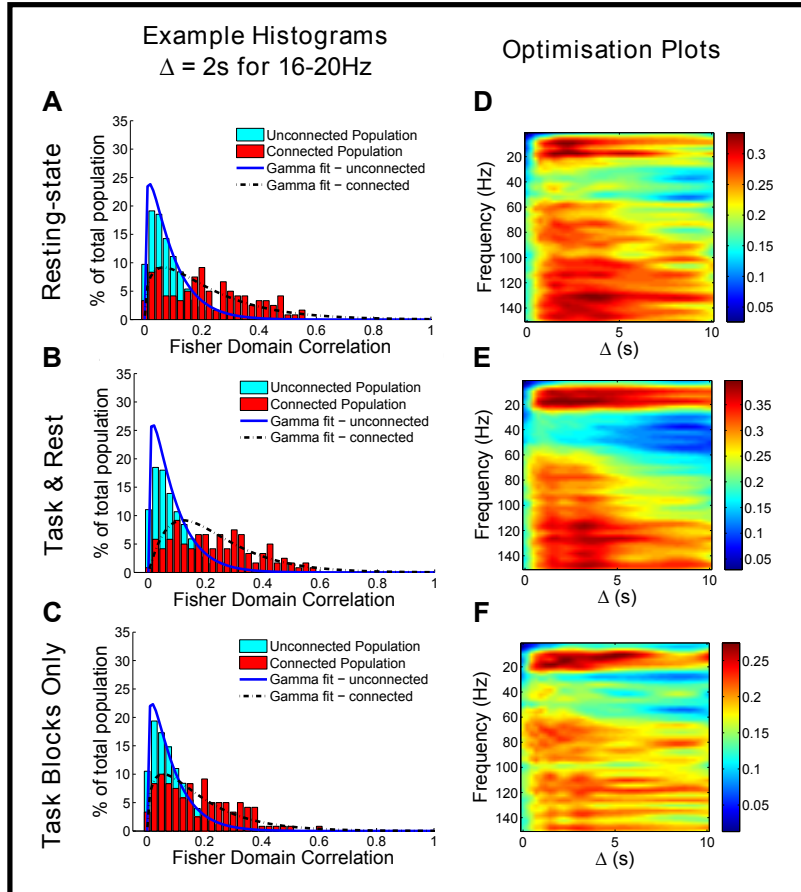 Example Histograms
Δ = 2s for 16-20Hz
Optimisation Plots
A
Resting-state
% of total population
35
30
25
20
15
10
5
0
0
0.2
0.4
0.6
0.8
1
Fisher Domain Correlation
Unconnected Population
Connected Population
Gamma fit − unconnected
Gamma fit − connected
D
Frequency (Hz)
20
40
60
80
100
120
140
0
5
10
Δ (s)
0.3
0.25
0.2
0.15
0.1
0.05
B
Task & Rest
% of total population
35
30
25
20
15
10
5
0
0
0.2
0.4
0.6
0.8
1
Fisher Domain Correlation
Unconnected Population
Connected Population
Gamma fit − unconnected
Gamma fit − connected
E
Frequency (Hz)
20
40
60
80
100
120
140
0
5
10
Δ (s)
0.35
0.3
0.25
0.2
0.15
0.1
0.05
C
Task Blocks Only
% of total population
35
30
25
20
15
10
5
0
0
0.2
0.4
0.6
0.8
1
Fisher Domain Correlation
Unconnected Population
Connected Population
Gamma fit − unconnected
Gamma fit − connected
F
Frequency (Hz)
20
40
60
80
100
120
140
0
5
10
Δ (s)
0.25
0.2
0.15
0.1
0.05